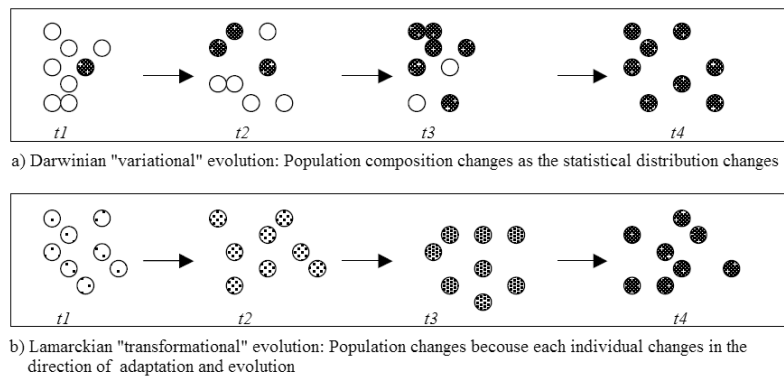 t1 t2 t3 t4
a) Darwinian "variational" evolution: Population composition changes as the statistical distribution changes
t1 t2 t3 t4
b) Lamarckian "transformational" evolution: Population changes becouse each individual changes in the
direction of adaptation and evolution